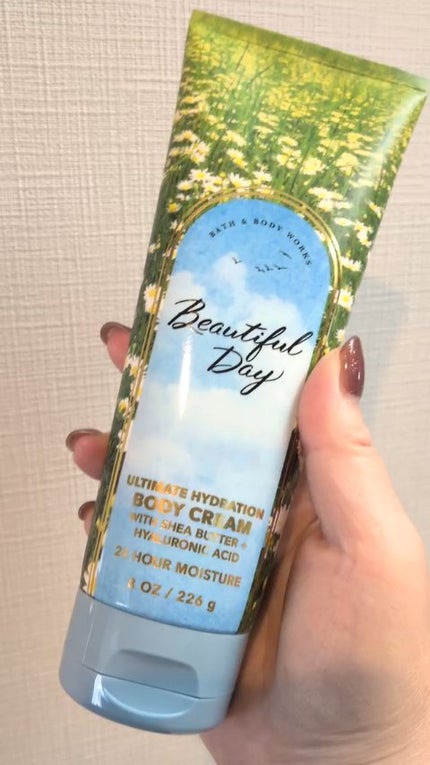 BATH & BODY WORKS
Beautiful
Day
ULTIMATE HYDRATION
BODY CREAM
WITH SHEA BUTTER +
HYALURONIC ACID
24 HOUR MOISTURE
8 OZ / 226 g